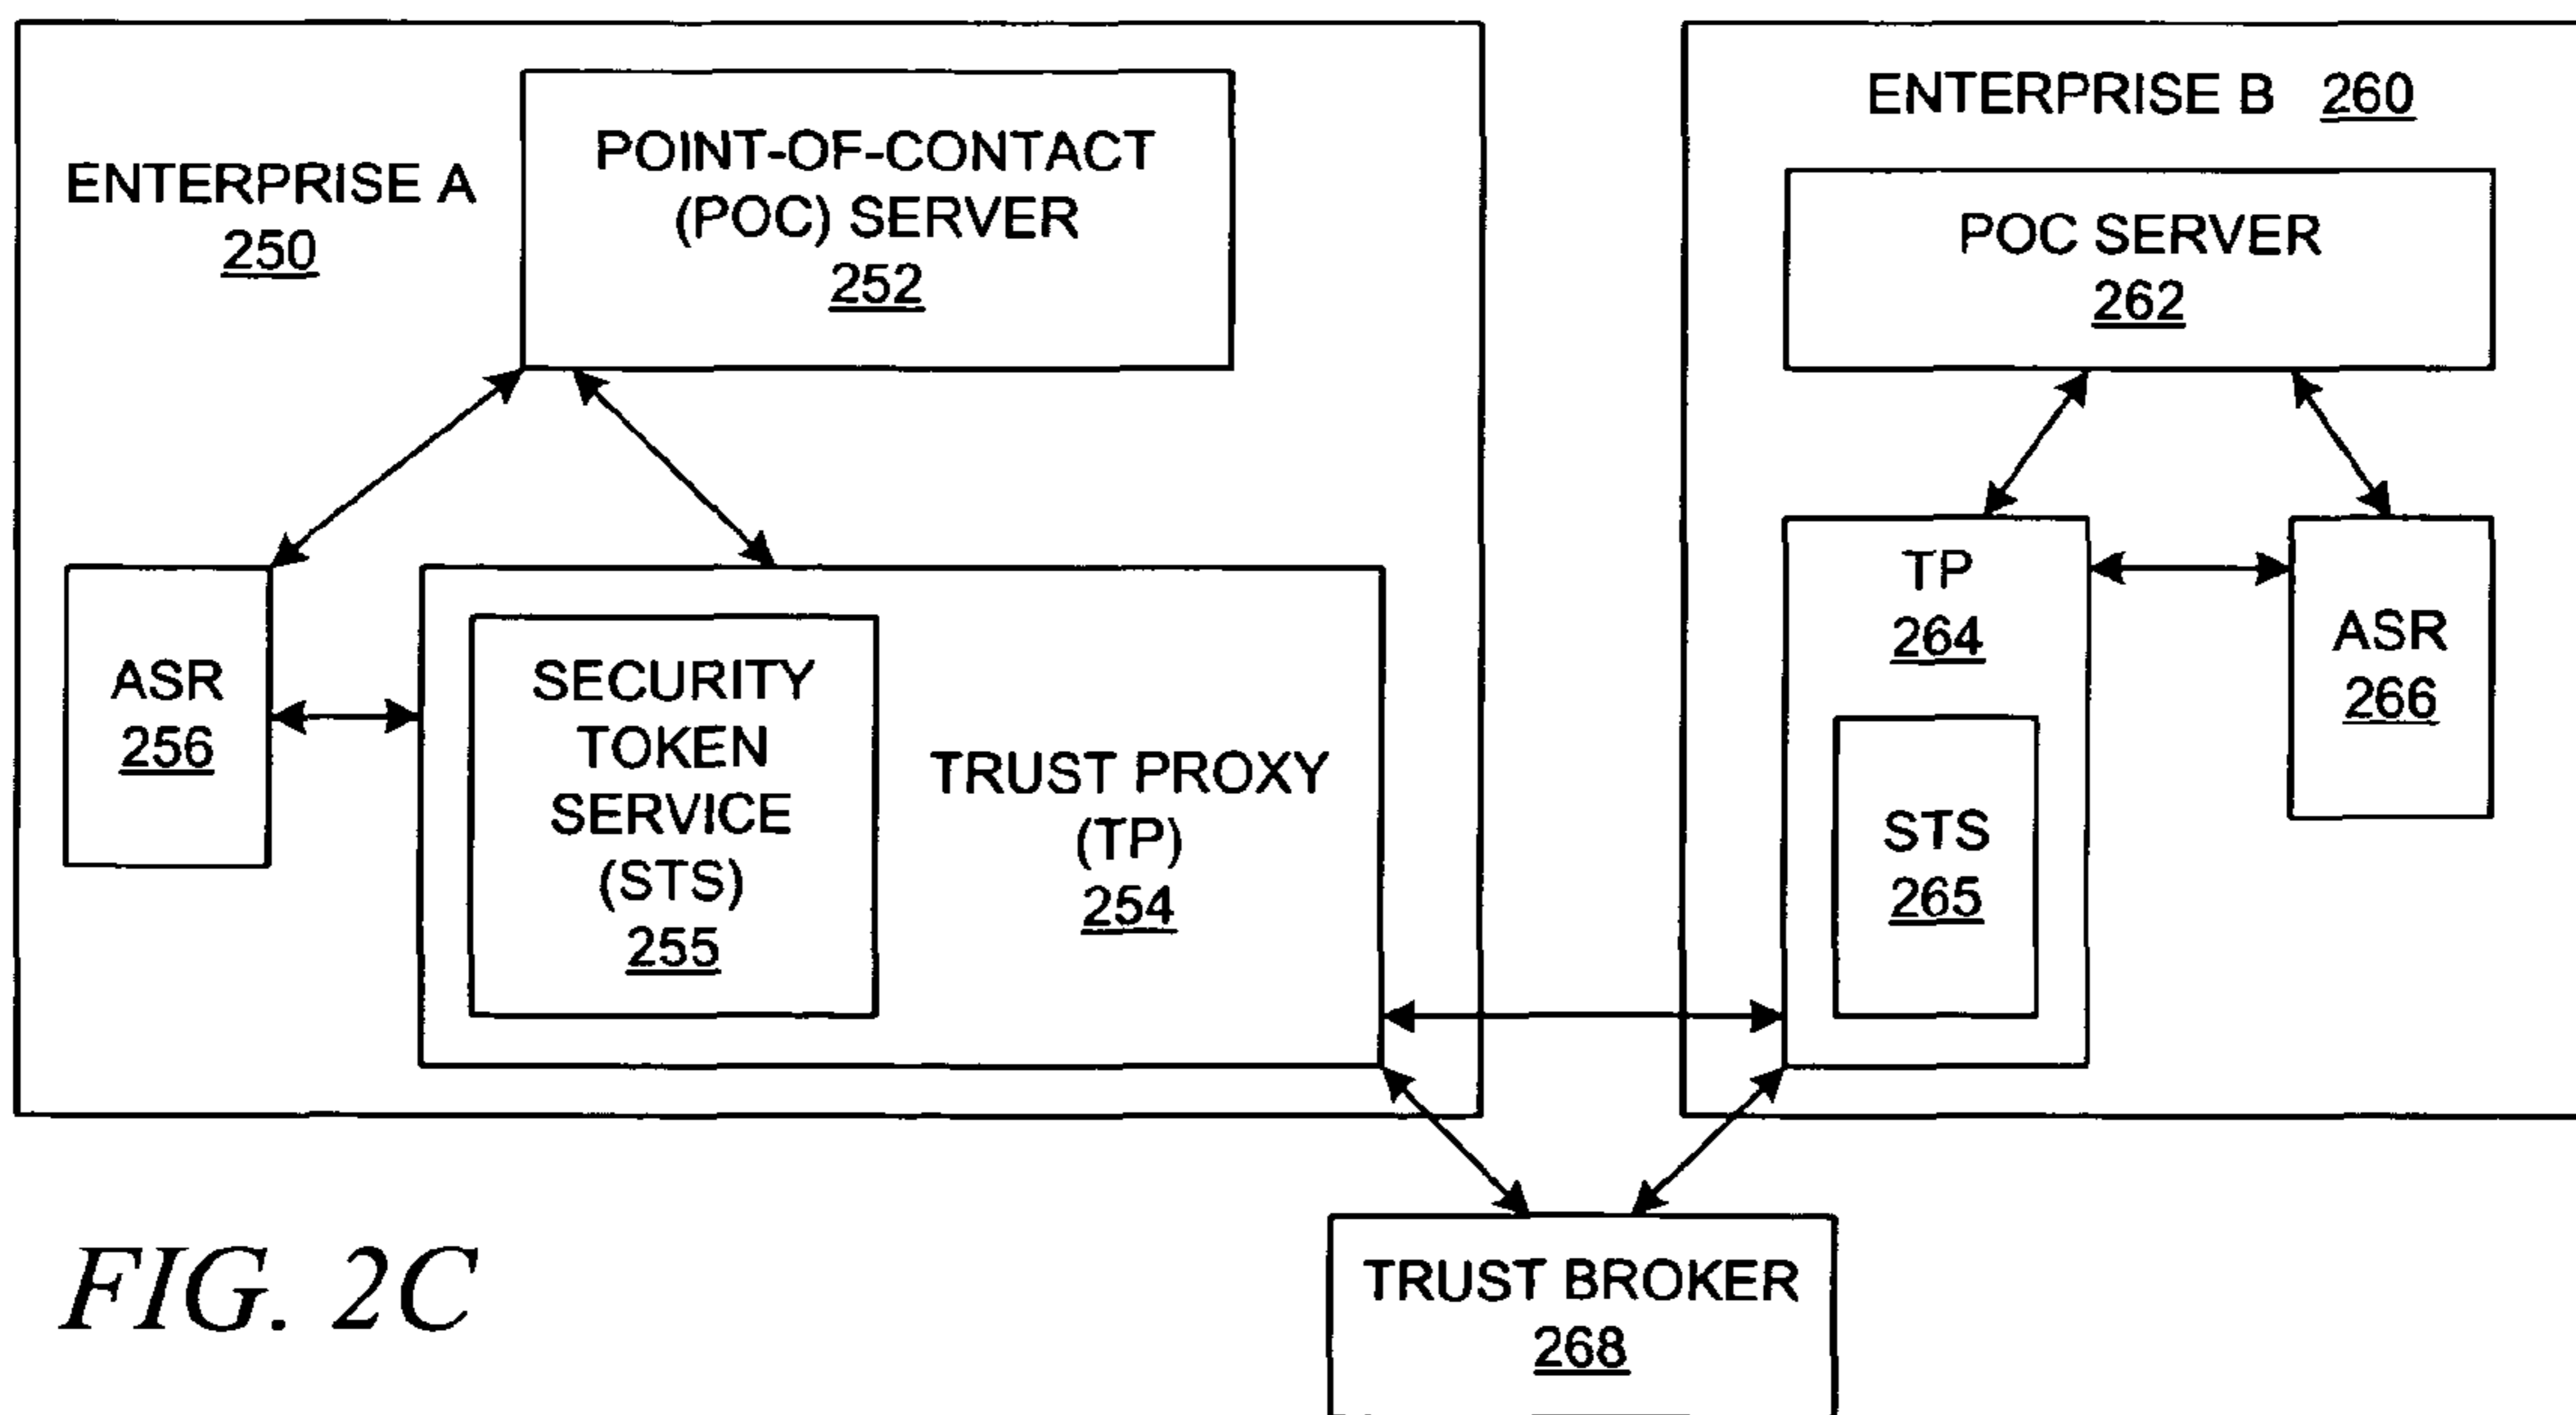 ENTERPRISE A
250
POINT-OF-CONTACT
(POC) SERVER
252
ASR
256
SECURITY
TOKEN
SERVICE
(STS)
255
TRUST PROXY
(TP)
254
ENTERPRISE B 260
POC SERVER
262
TP
264
STS
265
ASR
266
TRUST BROKER
268
FIG. 2C